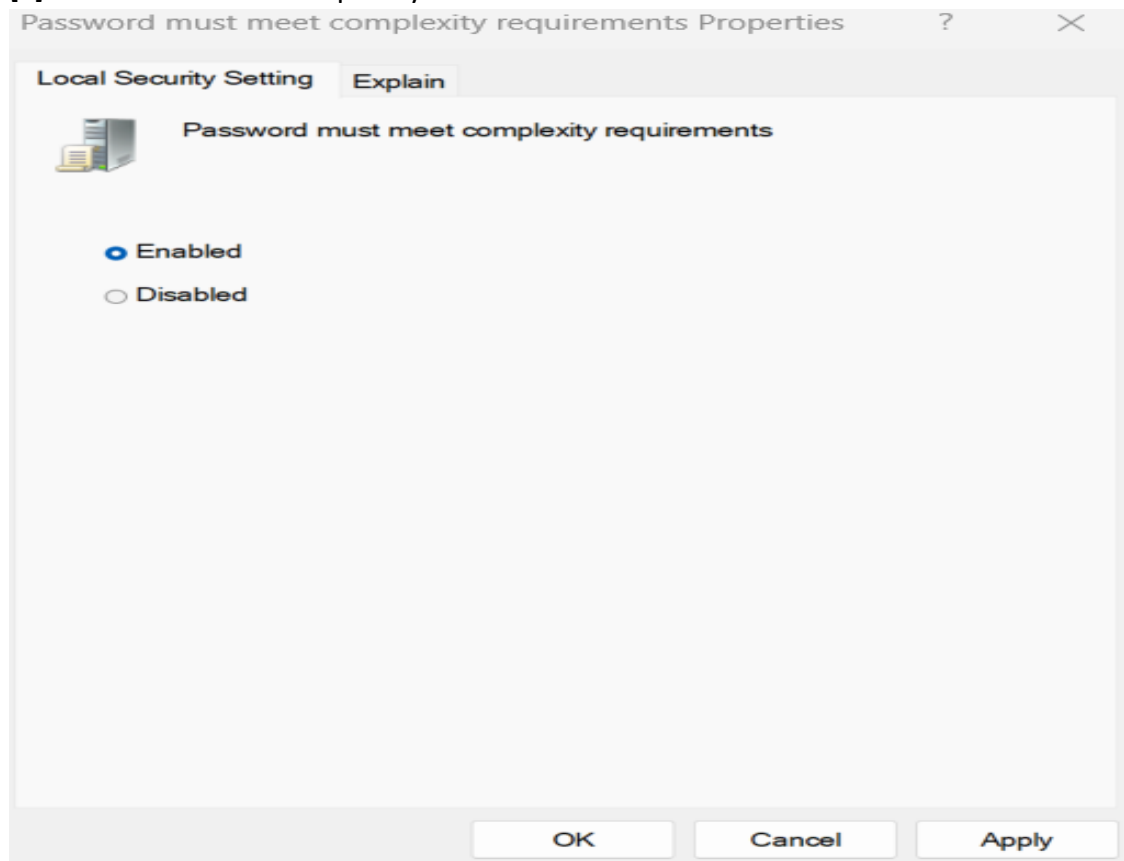 Password must meet complexity requirements Properties ? ×
Local Security Setting Explain
Password must meet complexity requirements
Enabled
Disabled
OK Cancel Apply